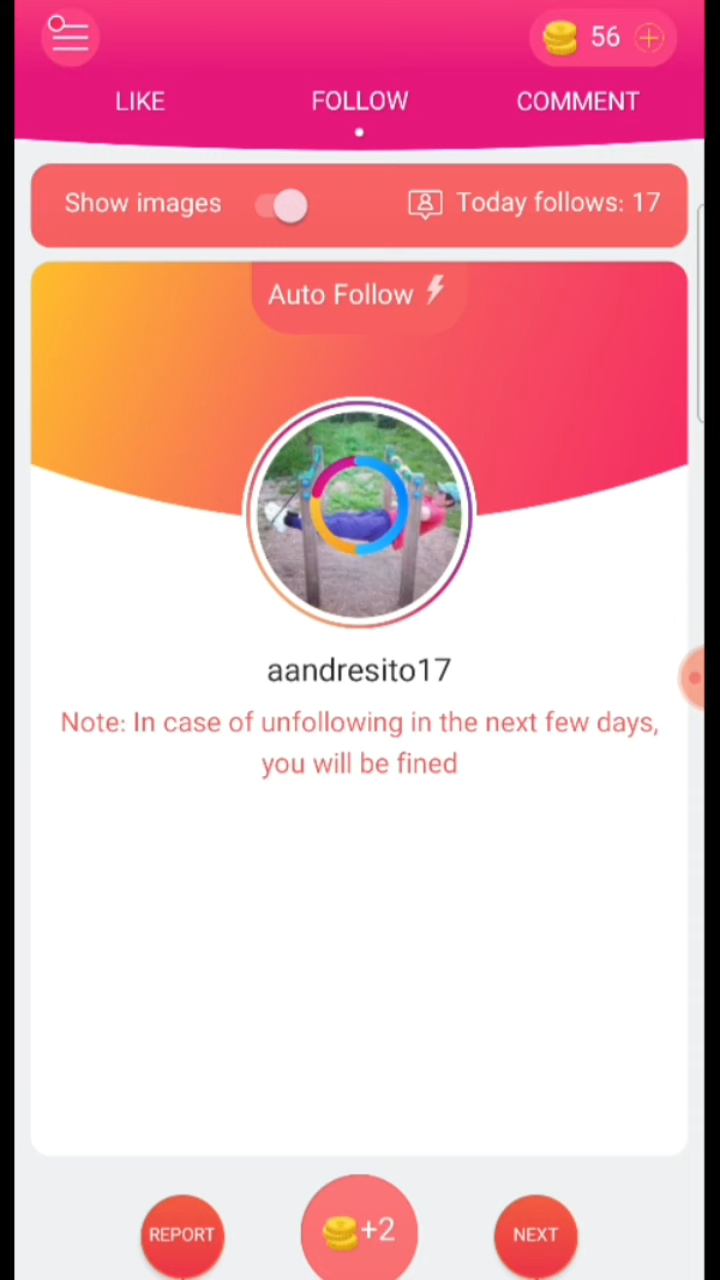 56
LIKE
FOLLOW
COMMENT
Show images
Today follows: 17
Auto Follow
aandresito17
Note: In case of unfollowing in the next few days,
you will be fined
REPORT
+2
NEXT